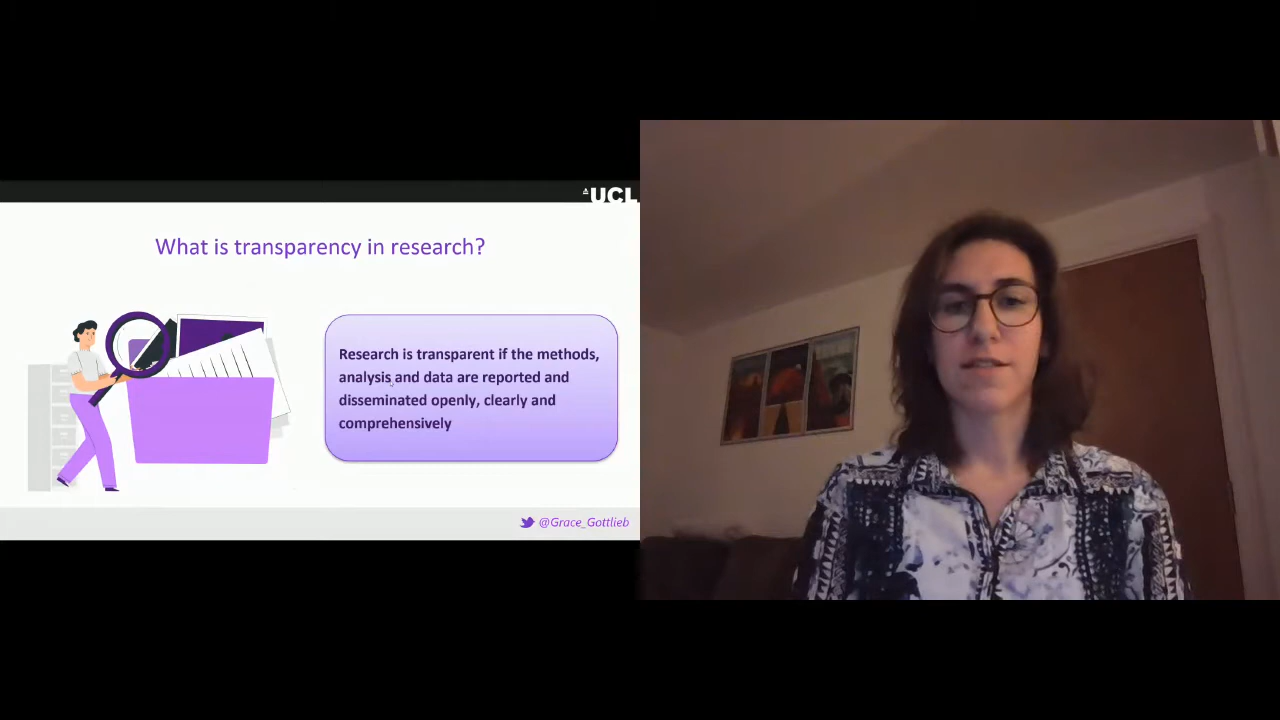 UCL
What is transparency in research?
Research is transparent if the methods,
analysis and data are reported and
disseminated openly, clearly and
comprehensively
@Grace_Gottlieb